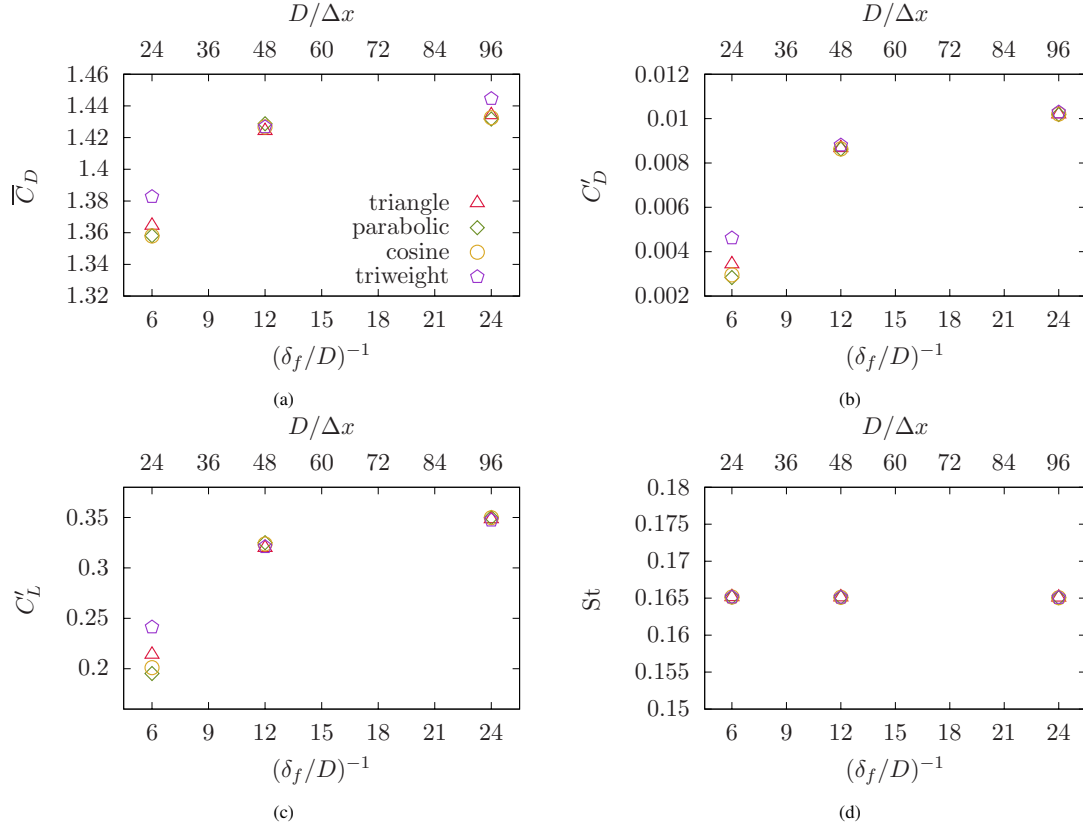 D/Δx
24 36 48 60 72 84 96
1.46
1.44
1.42
1.4
1.38
1.36
1.34
1.32
C̅_D
triangle
parabolic
cosine
triweight
6 9 12 15 18 21 24
(δ_f/D)⁻¹
(a)
D/Δx
24 36 48 60 72 84 96
0.012
0.01
0.008
0.006
0.004
0.002
C′_D
6 9 12 15 18 21 24
(δ_f/D)⁻¹
(b)
D/Δx
24 36 48 60 72 84 96
0.35
0.3
0.25
0.2
C′_L
6 9 12 15 18 21 24
(δ_f/D)⁻¹
(c)
D/Δx
24 36 48 60 72 84 96
0.18
0.175
0.17
0.165
0.16
0.155
0.15
St
6 9 12 15 18 21 24
(δ_f/D)⁻¹
(d)